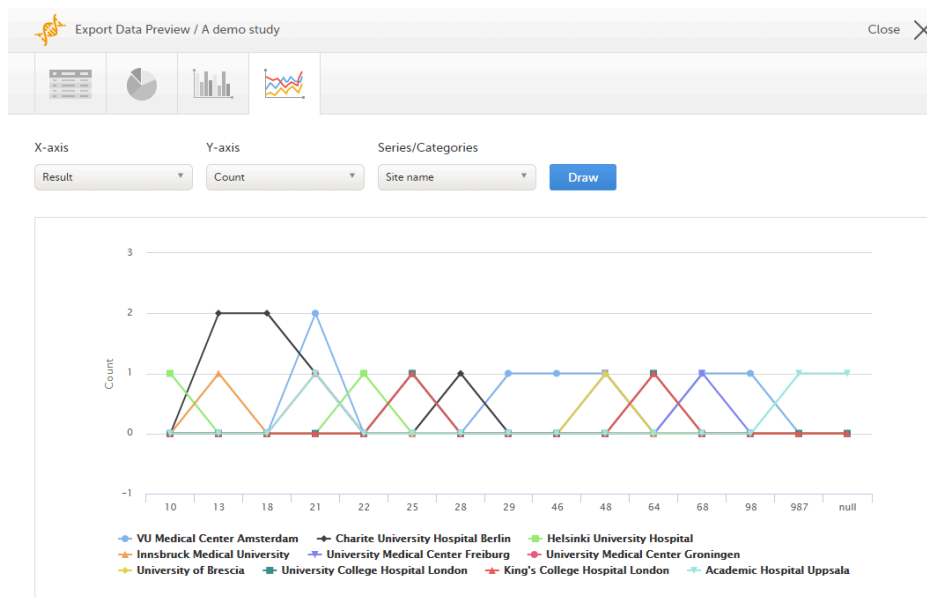 Export Data Preview / A demo study Close
X-axis Y-axis Series/Categories
Result Count Site name Draw
3
2
1
0
-1
Count
10 13 18 21 22 25 28 29 46 48 64 68 98 987 null
VU Medical Center Amsterdam Charite University Hospital Berlin Helsinki University Hospital
Innsbruck Medical University University Medical Center Freiburg University Medical Center Groningen
University of Brescia University College Hospital London King's College Hospital London Academic Hospital Uppsala